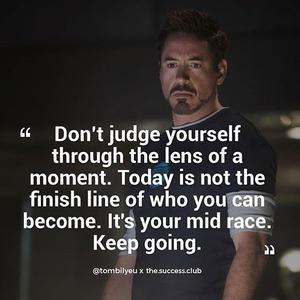 “ Don't judge yourself
through the lens of a
moment. Today is not the
finish line of who you can
become. It's your mid race.
Keep going. ”
@tombilyeu x the.success.club